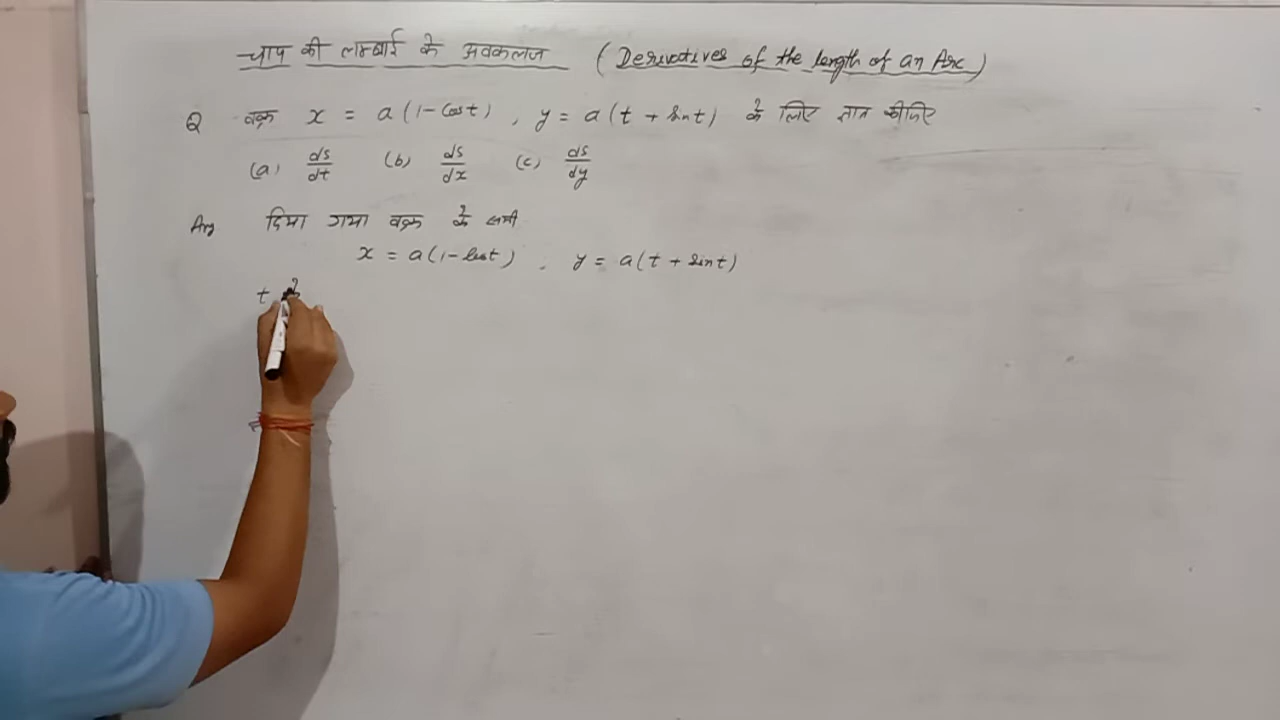 चाप की लम्बाई के अवकलज (Derivatives of the length of an Arc)
Q वक्र x = a(1-Cost), y = a(t + sint) के लिए ज्ञात कीजिए
(a) ds/dt (b) ds/dx (c) ds/dy
Ans दिया गया वक्र के समी
x = a(1-cost), y = a(t + sint)
t के